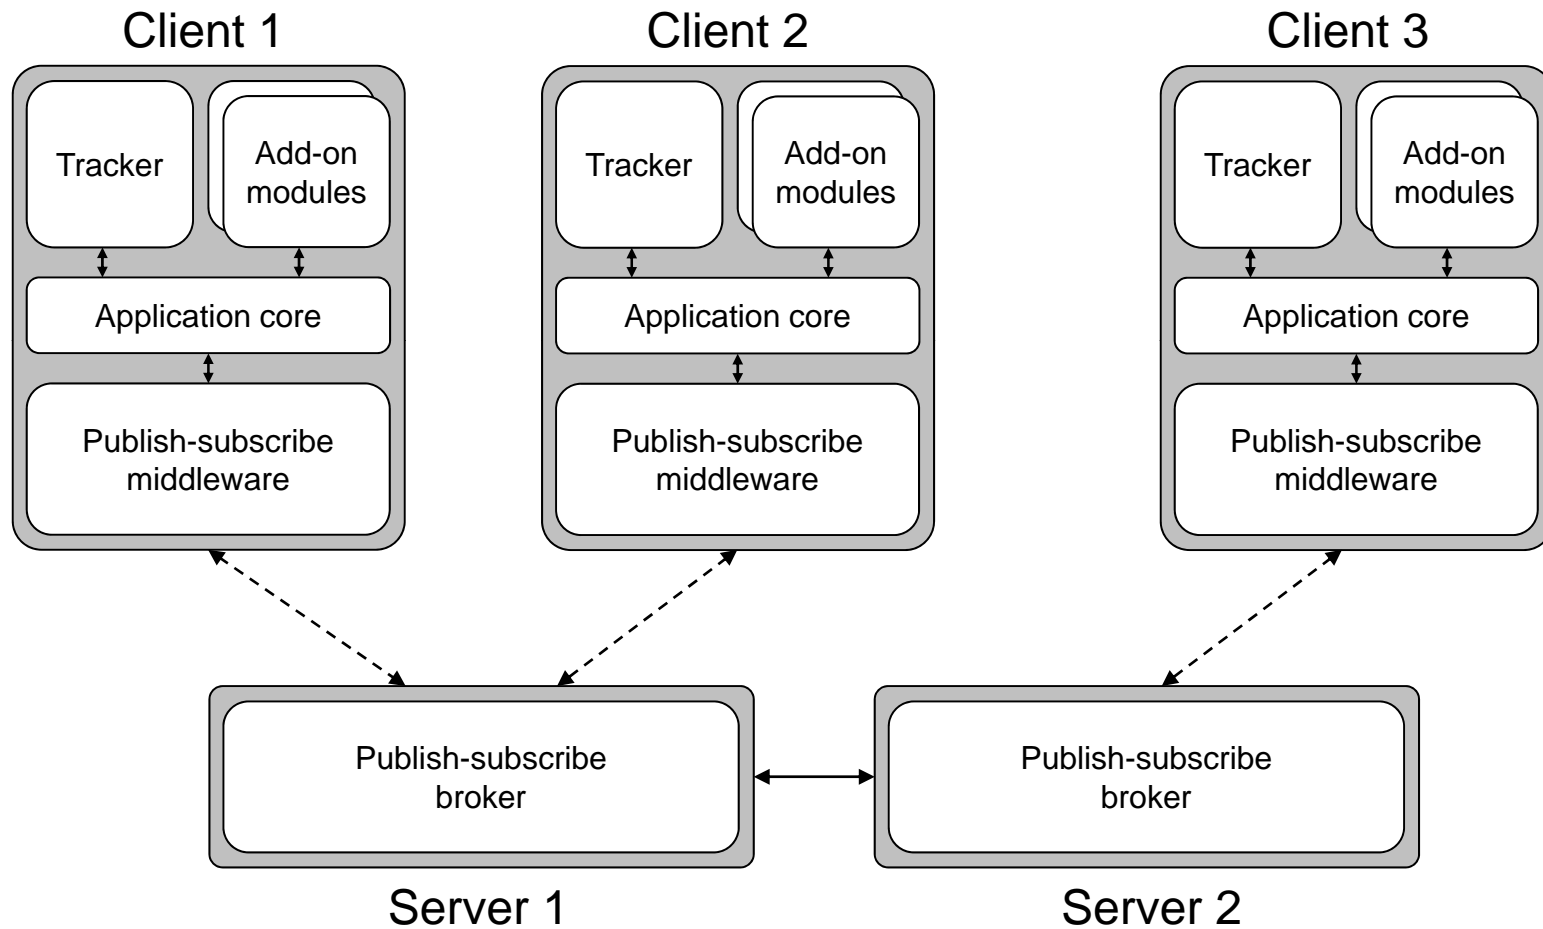 Client 1
Client 2
Client 3
Tracker
Add-on
modules
Tracker
Add-on
modules
Tracker
Add-on
modules
Application core
Application core
Application core
Publish-subscribe
middleware
Publish-subscribe
middleware
Publish-subscribe
middleware
Publish-subscribe
broker
Publish-subscribe
broker
Server 1
Server 2